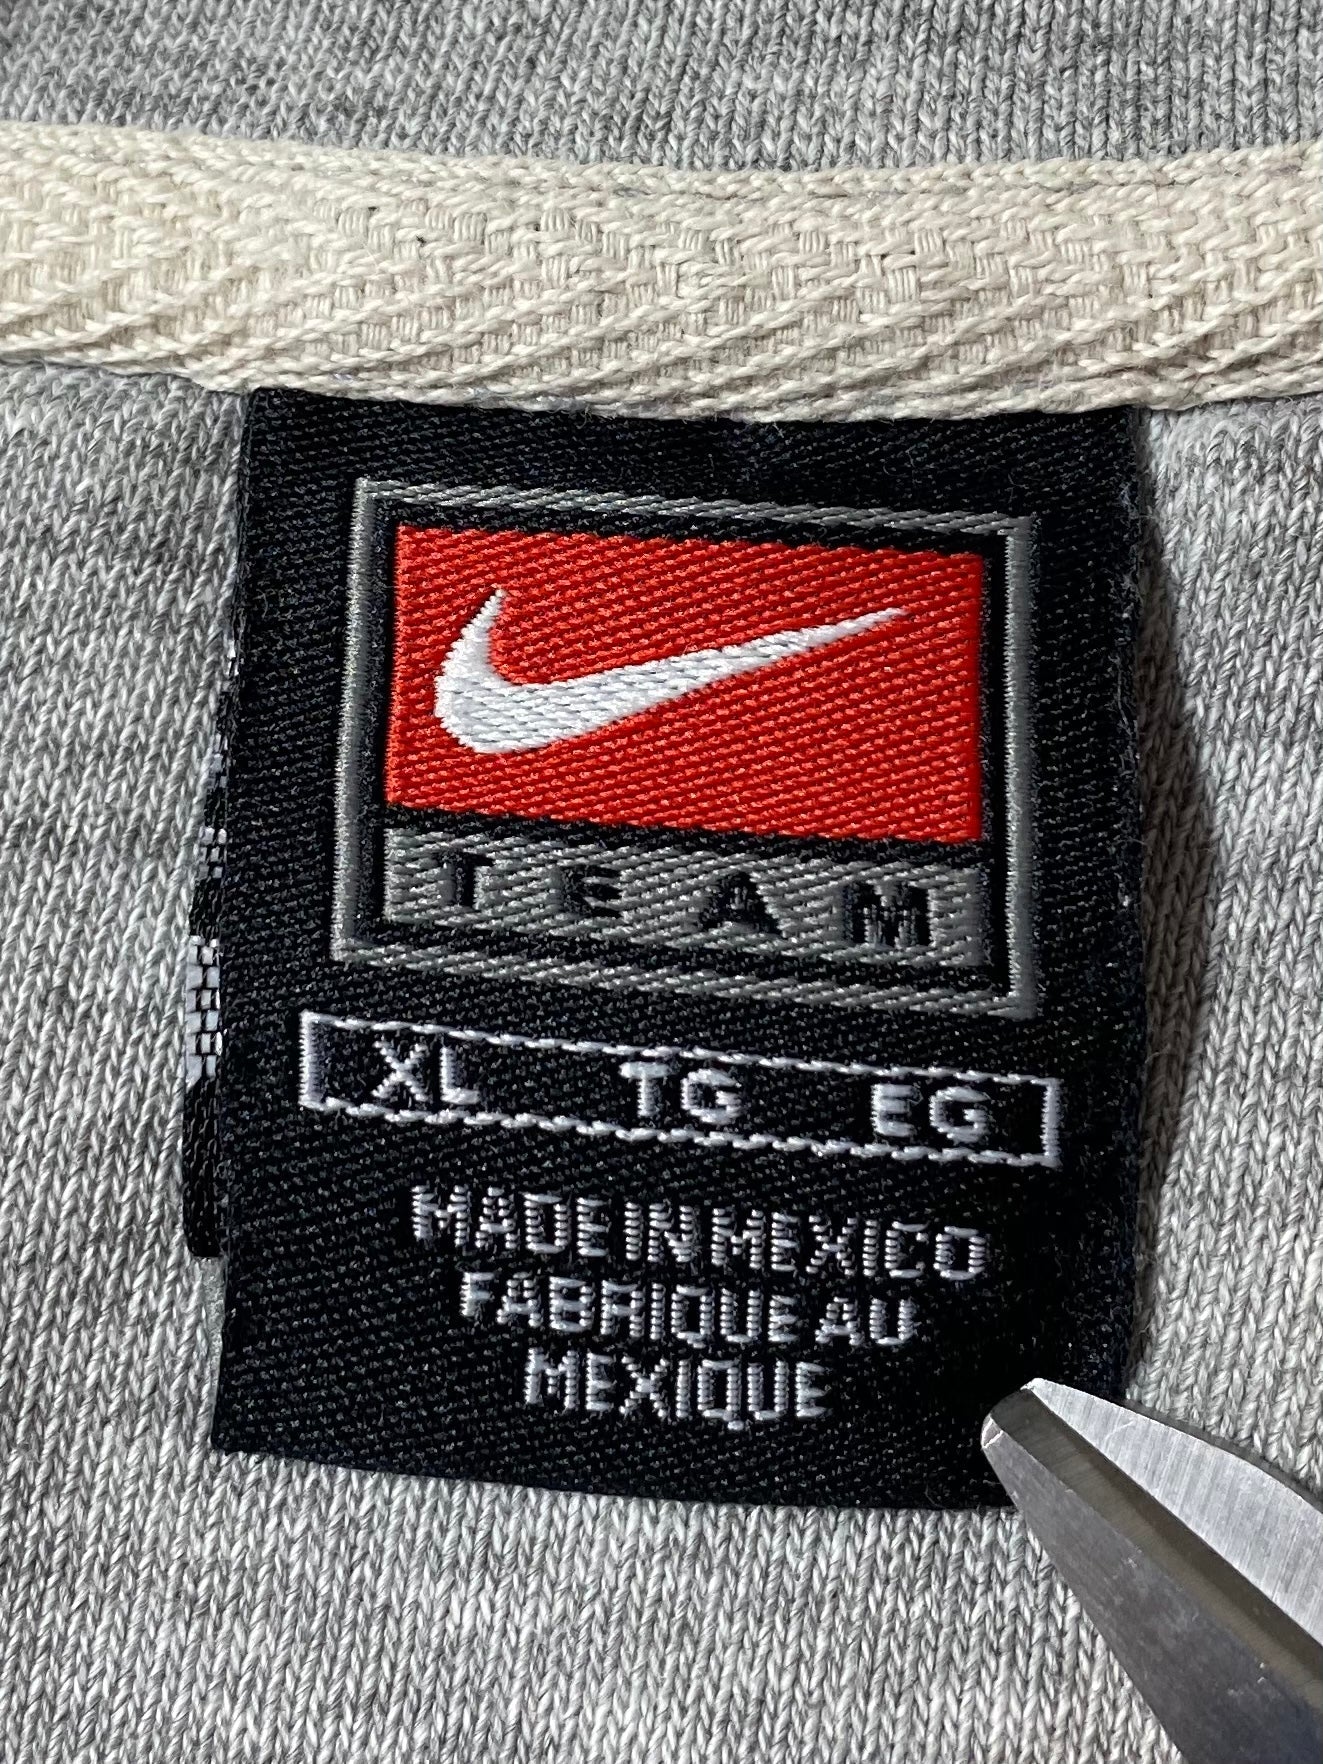 TEAM
XL TG EG
MADE IN MEXICO
FABRIQUE AU
MEXIQUE